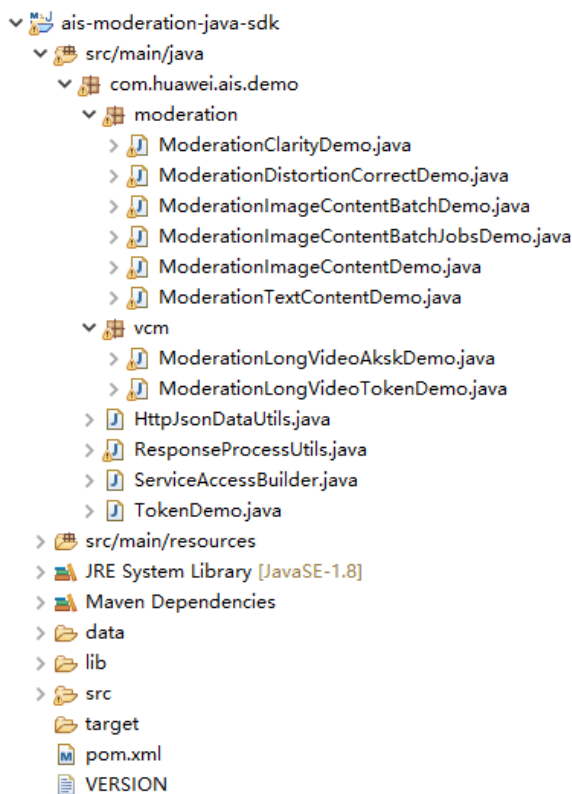 ais-moderation-java-sdk
src/main/java
com.huawei.ais.demo
moderation
ModerationClarityDemo.java
ModerationDistortionCorrectDemo.java
ModerationImageContentBatchDemo.java
ModerationImageContentBatchJobsDemo.java
ModerationImageContentDemo.java
ModerationTextContentDemo.java
vcm
ModerationLongVideoAkskDemo.java
ModerationLongVideoTokenDemo.java
HttpJsonDataUtils.java
ResponseProcessUtils.java
ServiceAccessBuilder.java
TokenDemo.java
src/main/resources
JRE System Library [JavaSE-1.8]
Maven Dependencies
data
lib
src
target
pom.xml
VERSION